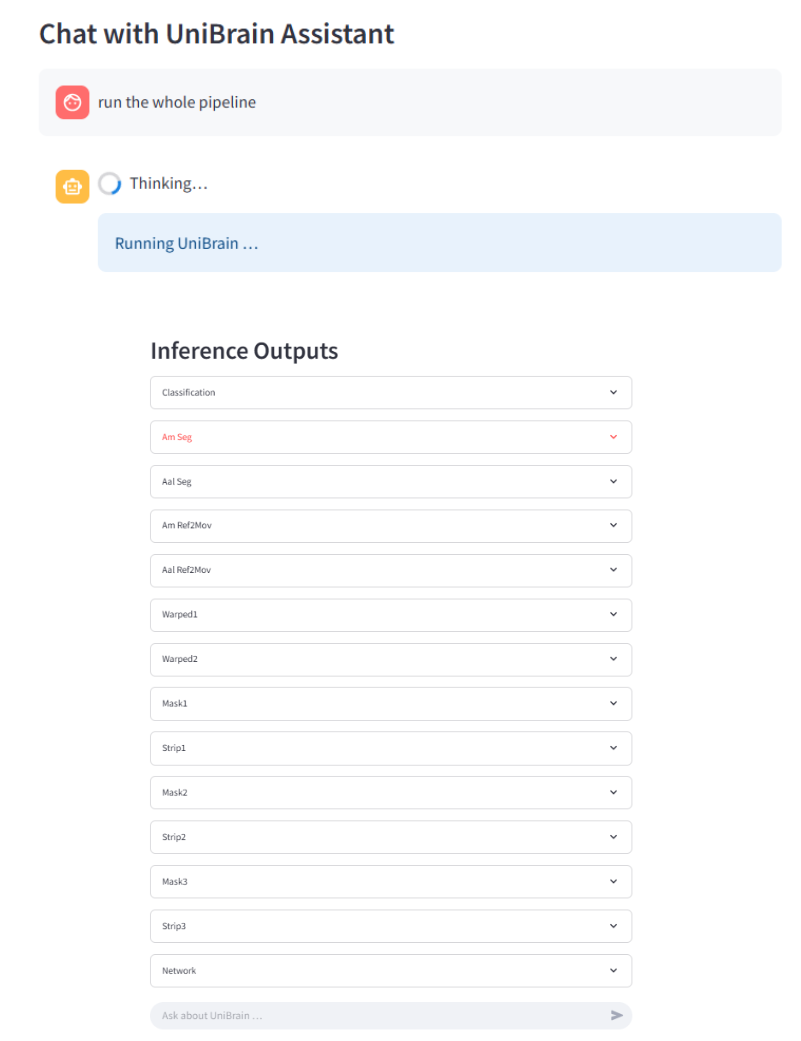 Chat with UniBrain Assistant
run the whole pipeline
Thinking...
Running UniBrain ...
Inference Outputs
Classification
Am Seg
Aal Seg
Am Ref2Mov
Aal Ref2Mov
Warped1
Warped2
Mask1
Strip1
Mask2
Strip2
Mask3
Strip3
Network
Ask about UniBrain ...